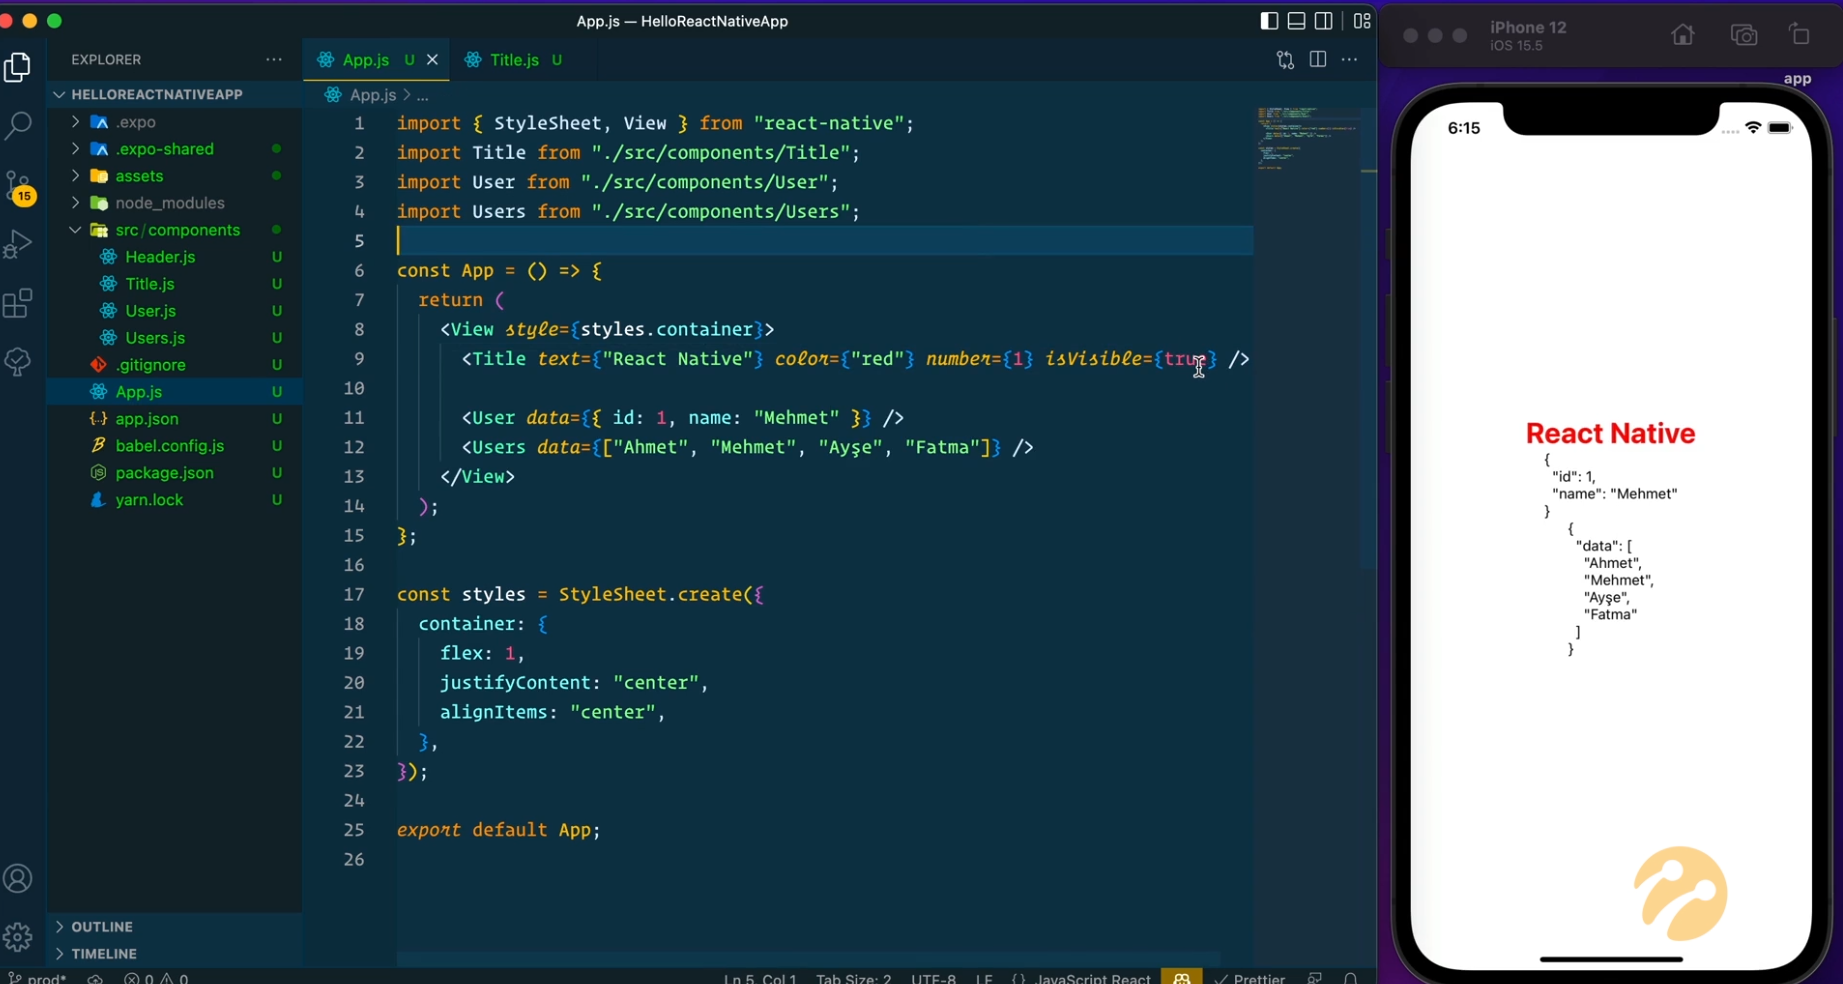 App.js — HelloReactNativeApp
iPhone 12
iOS 15.5
EXPLORER
App.js U
Title.js U
app
HELLOREACTNATIVEAPP
App.js > ...
.expo
.expo-shared
assets
node_modules
src/components
Header.js U
Title.js U
User.js U
Users.js U
.gitignore U
App.js U
app.json U
babel.config.js U
package.json U
yarn.lock U
15
OUTLINE
TIMELINE
1 import { StyleSheet, View } from "react-native";
2 import Title from "./src/components/Title";
3 import User from "./src/components/User";
4 import Users from "./src/components/Users";
5
6 const App = () => {
7 return (
8 <View style={styles.container}>
9 <Title text={"React Native"} color={"red"} number={1} isVisible={true} />
10
11 <User data={{ id: 1, name: "Mehmet" }} />
12 <Users data={["Ahmet", "Mehmet", "Ayşe", "Fatma"]} />
13 </View>
14 );
15 };
16
17 const styles = StyleSheet.create({
18 container: {
19 flex: 1,
20 justifyContent: "center",
21 alignItems: "center",
22 },
23 });
24
25 export default App;
26
6:15
React Native
{
"id": 1,
"name": "Mehmet"
}
{
"data": [
"Ahmet",
"Mehmet",
"Ayşe",
"Fatma"
]
}
prod* 0 0 Ln 5, Col 1 Tab Size: 2 UTF-8 LF {} JavaScript React Prettier